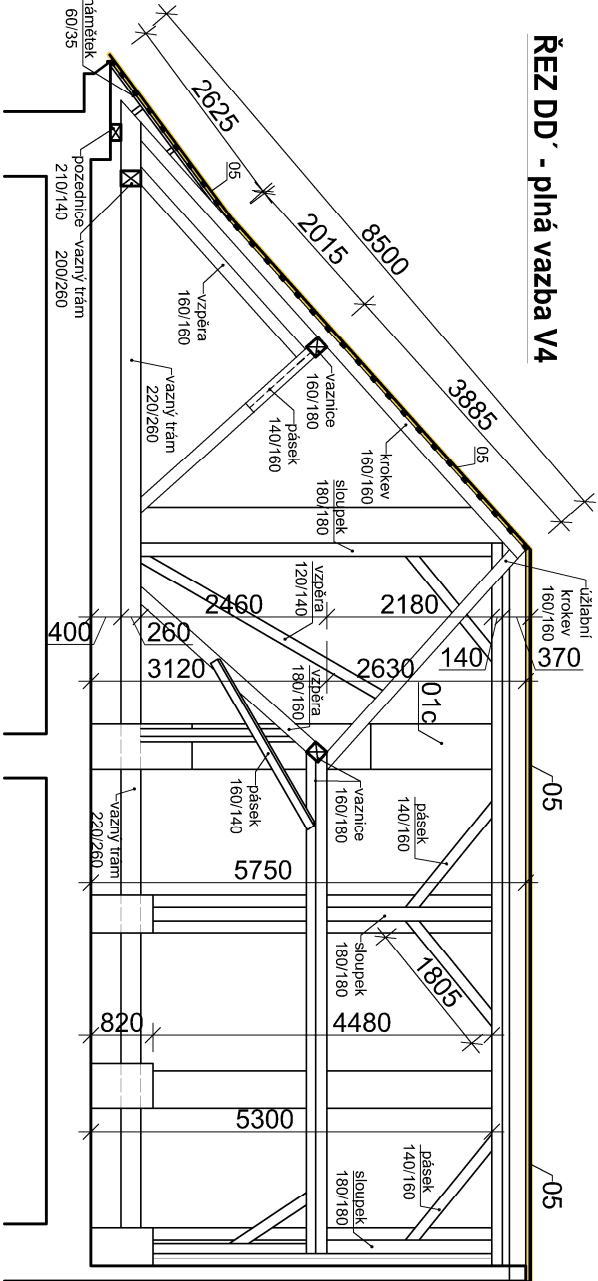 ŘEZ DD´ - plná vazba V4
8500
2625
2015
3885
05
05
námětek
60/35
pozednice
210/140
vazný trám
200/260
vzpěra
160/160
vazný trám
220/260
vaznice
160/180
pásek
140/160
krokev
160/160
sloupek
180/180
úžlabní
krokev
160/160
370
140
2180
2460
260
400
vzpěra
120/140
2630
3120
vzpěra
180/160
01c
05
pásek
160/140
vaznice
160/180
vazný trám
220/260
pásek
140/160
5750
sloupek
180/180
1805
4480
820
5300
pásek
140/160
sloupek
180/180
05